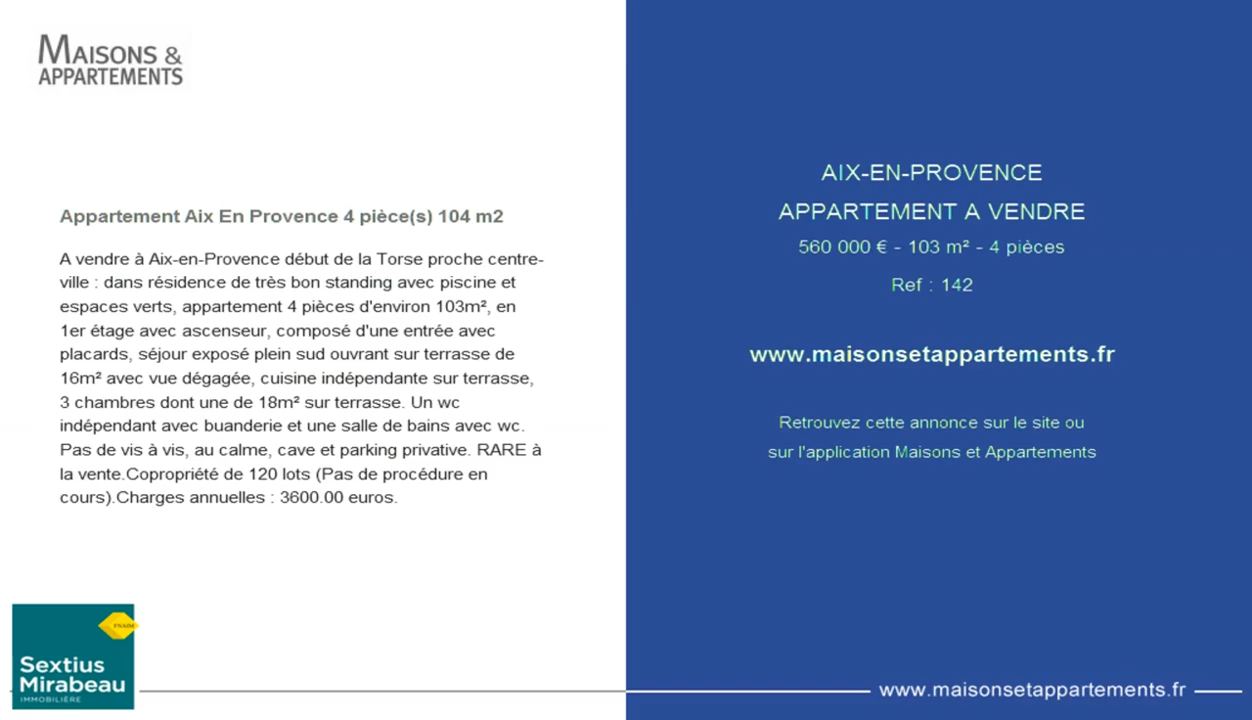 MAISONS &
APPARTEMENTS
Appartement Aix En Provence 4 pièce(s) 104 m2
A vendre à Aix-en-Provence début de la Torse proche centre-
ville : dans résidence de très bon standing avec piscine et
espaces verts, appartement 4 pièces d'environ 103m², en
1er étage avec ascenseur, composé d'une entrée avec
placards, séjour exposé plein sud ouvrant sur terrasse de
16m² avec vue dégagée, cuisine indépendante sur terrasse,
3 chambres dont une de 18m² sur terrasse. Un wc
indépendant avec buanderie et une salle de bains avec wc.
Pas de vis à vis, au calme, cave et parking privative. RARE à
la vente.Copropriété de 120 lots (Pas de procédure en
cours).Charges annuelles : 3600.00 euros.
FNAIM
Sextius
Mirabeau
IMMOBILIÈRE
AIX-EN-PROVENCE
APPARTEMENT A VENDRE
560 000 € - 103 m² - 4 pièces
Ref : 142
www.maisonsetappartements.fr
Retrouvez cette annonce sur le site ou
sur l'application Maisons et Appartements
www.maisonsetappartements.fr